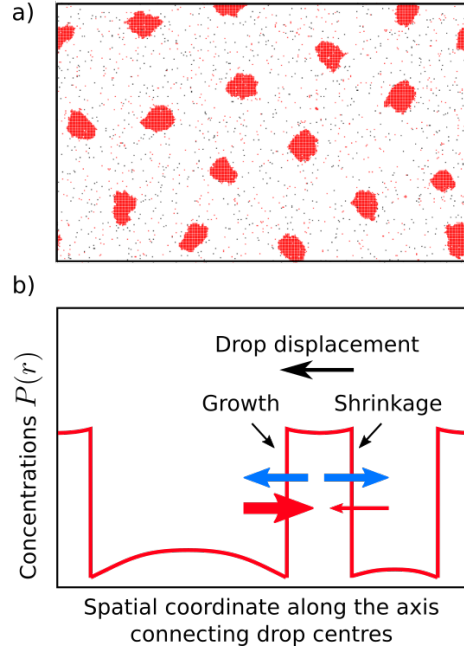 a)
b)
Drop displacement
Growth Shrinkage
Concentrations P(r)
Spatial coordinate along the axis
connecting drop centres